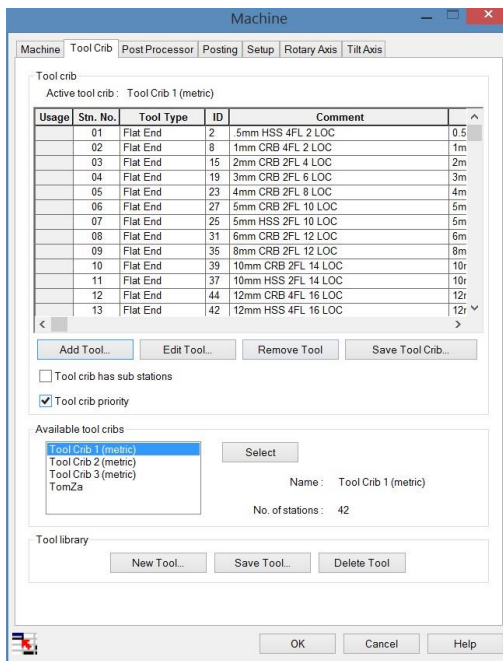 Machine
Machine Tool Crib Post Processor Posting Setup Rotary Axis Tilt Axis
Tool crib
Active tool crib : Tool Crib 1 (metric)
Usage Stn. No. Tool Type ID Comment
01 Flat End 2 .5mm HSS 4FL 2 LOC 0.5
02 Flat End 8 1mm CRB 4FL 2 LOC 1m
03 Flat End 15 2mm CRB 2FL 4 LOC 2m
04 Flat End 19 3mm CRB 2FL 6 LOC 3m
05 Flat End 23 4mm CRB 2FL 8 LOC 4m
06 Flat End 27 5mm CRB 2FL 10 LOC 5m
07 Flat End 25 5mm HSS 2FL 10 LOC 5m
08 Flat End 31 6mm CRB 2FL 12 LOC 6m
09 Flat End 35 8mm CRB 2FL 12 LOC 8m
10 Flat End 39 10mm CRB 2FL 14 LOC 10r
11 Flat End 37 10mm HSS 2FL 14 LOC 10r
12 Flat End 44 12mm CRB 4FL 16 LOC 12r
13 Flat End 42 12mm HSS 4FL 16 LOC 12r
Add Tool... Edit Tool... Remove Tool Save Tool Crib...
Tool crib has sub stations
Tool crib priority
Available tool cribs
Tool Crib 1 (metric)
Tool Crib 2 (metric)
Tool Crib 3 (metric)
TomZa
Select
Name : Tool Crib 1 (metric)
No. of stations : 42
Tool library
New Tool... Save Tool... Delete Tool
OK Cancel Help